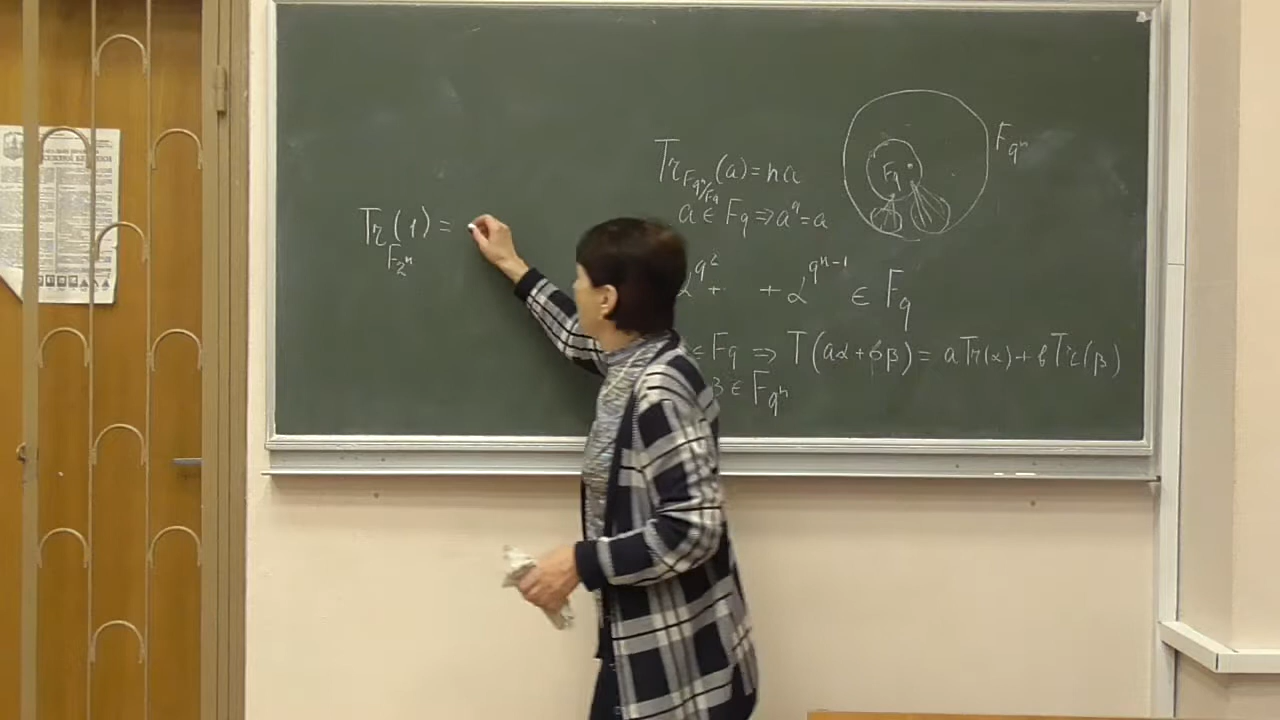 Tr_{F_{2^n}}(1) =
Tr_{F_{q^n}/F_q}(a) = na
a ∈ F_q ⇒ a^q = a
F_q
F_{q^n}
α^{q^2} + + α^{q^{n-1}} ∈ F_q
∈ F_q ⇒ T(aα + bβ) = aTr(α) + bTr(β)
β ∈ F_{q^n}